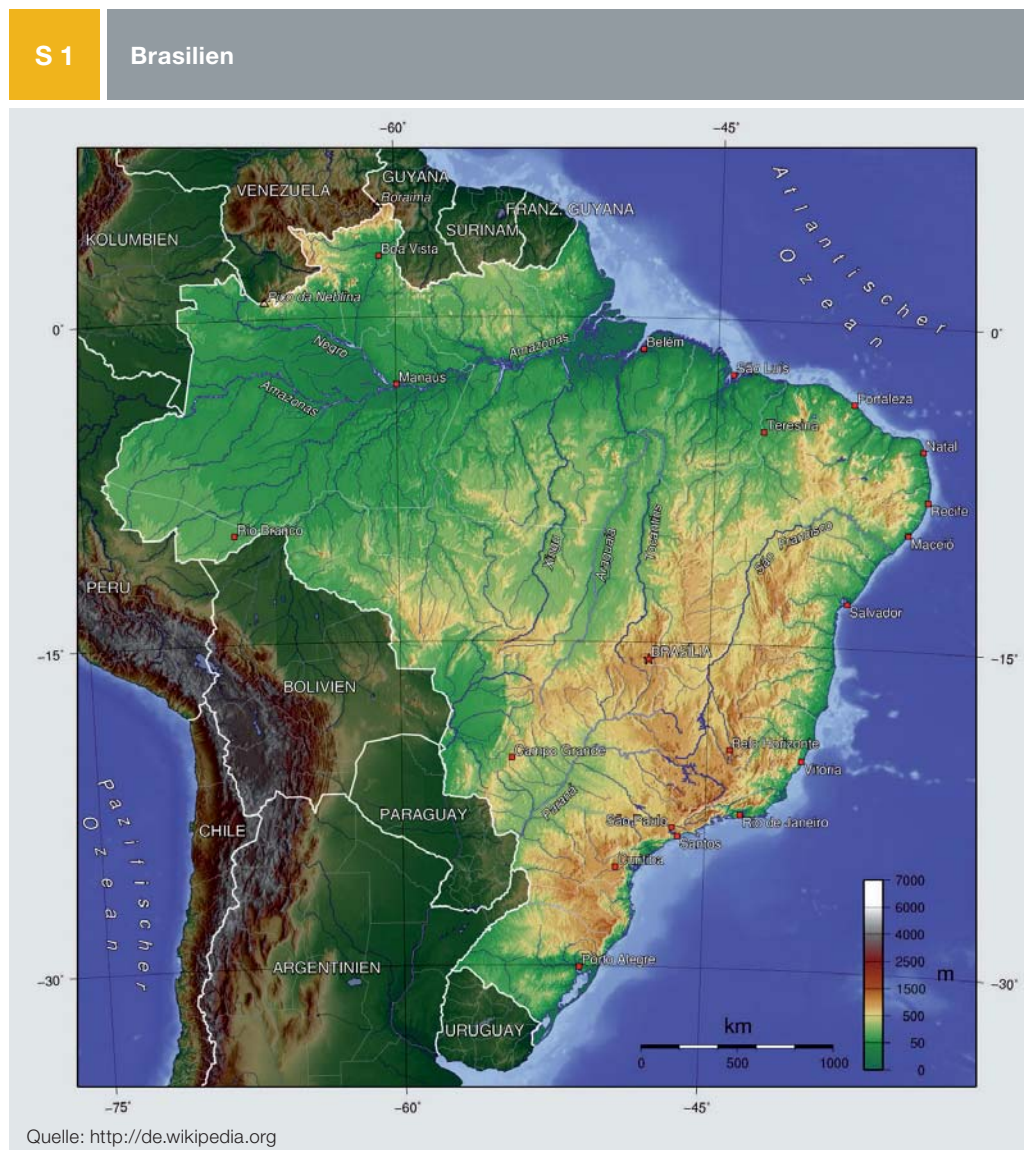 S 1
Brasilien
−60°
−45°
VENEZUELA
GUYANA
Roraima
FRANZ. GUYANA
SURINAM
KOLUMBIEN
Boa Vista
Atlantischer
Ozean
Pico da Neblina
0°
0°
Negro
Amazonas
Belém
São Luís
Manaus
Amazonas
Fortaleza
Teresina
Natal
Recife
Rio Branco
Xingu
Araguaia
Tocantins
São Francisco
Maceió
PERU
Salvador
−15°
−15°
BRASÍLIA
BOLIVIEN
Campo Grande
Belo Horizonte
Vitória
Pazifischer
Ozean
PARAGUAY
Paraná
CHILE
São Paulo
Rio de Janeiro
Santos
Curitiba
7000
6000
4000
2500
1500
500
50
0
m
ARGENTINIEN
Porto Alegre
−30°
−30°
URUGUAY
km
0
500
1000
−75°
−60°
−45°
Quelle: http://de.wikipedia.org